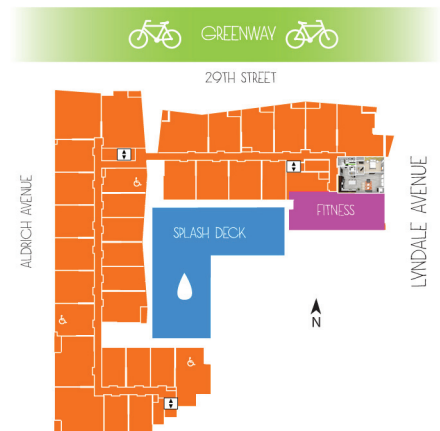 GREENWAY
29TH STREET
ALDRICH AVENUE
LYNDALE AVENUE
FITNESS
SPLASH DECK
N